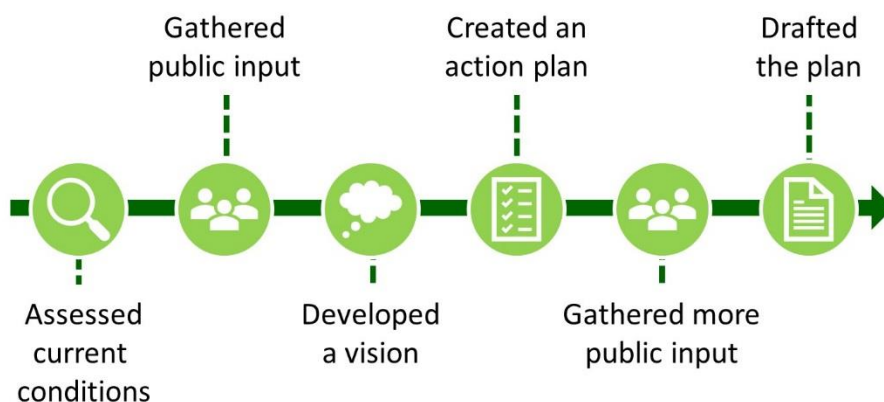 Gathered
public input
Created an
action plan
Drafted
the plan
Assessed
current
conditions
Developed
a vision
Gathered more
public input